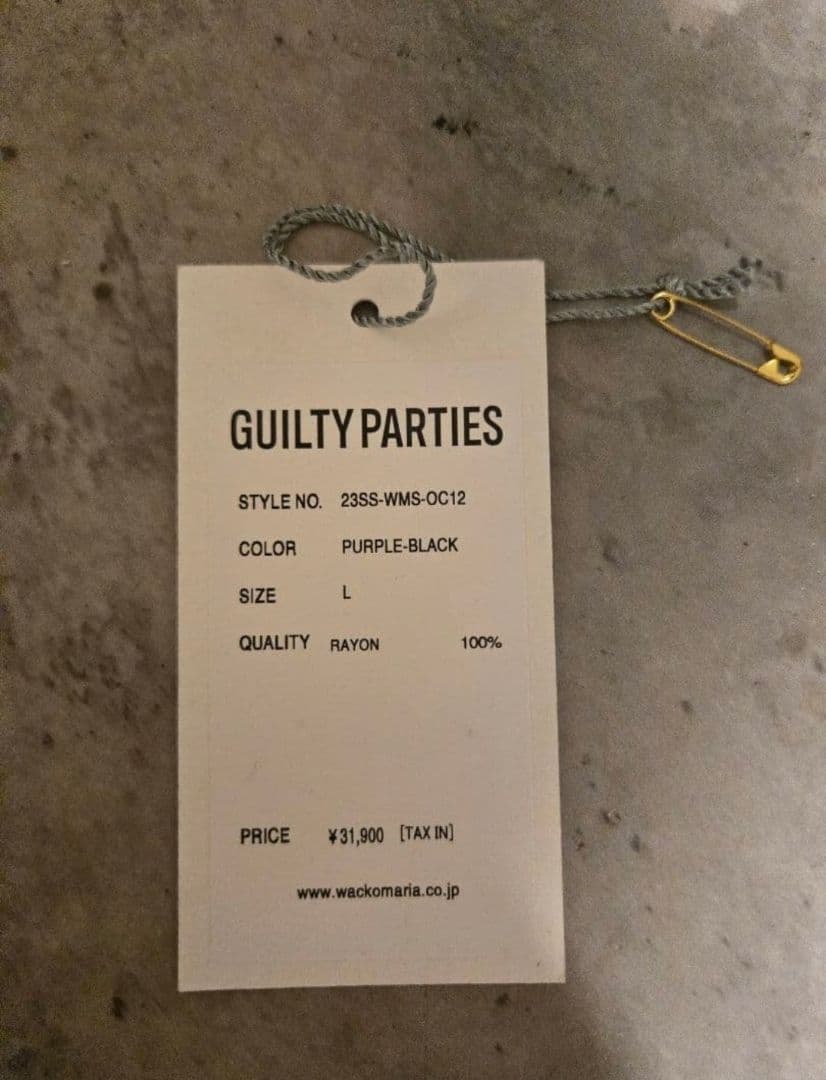 GUILTY PARTIES
STYLE NO. 23SS-WMS-OC12
COLOR PURPLE-BLACK
SIZE L
QUALITY RAYON 100%
PRICE ¥31,900 [TAX IN]
www.wackomaria.co.jp